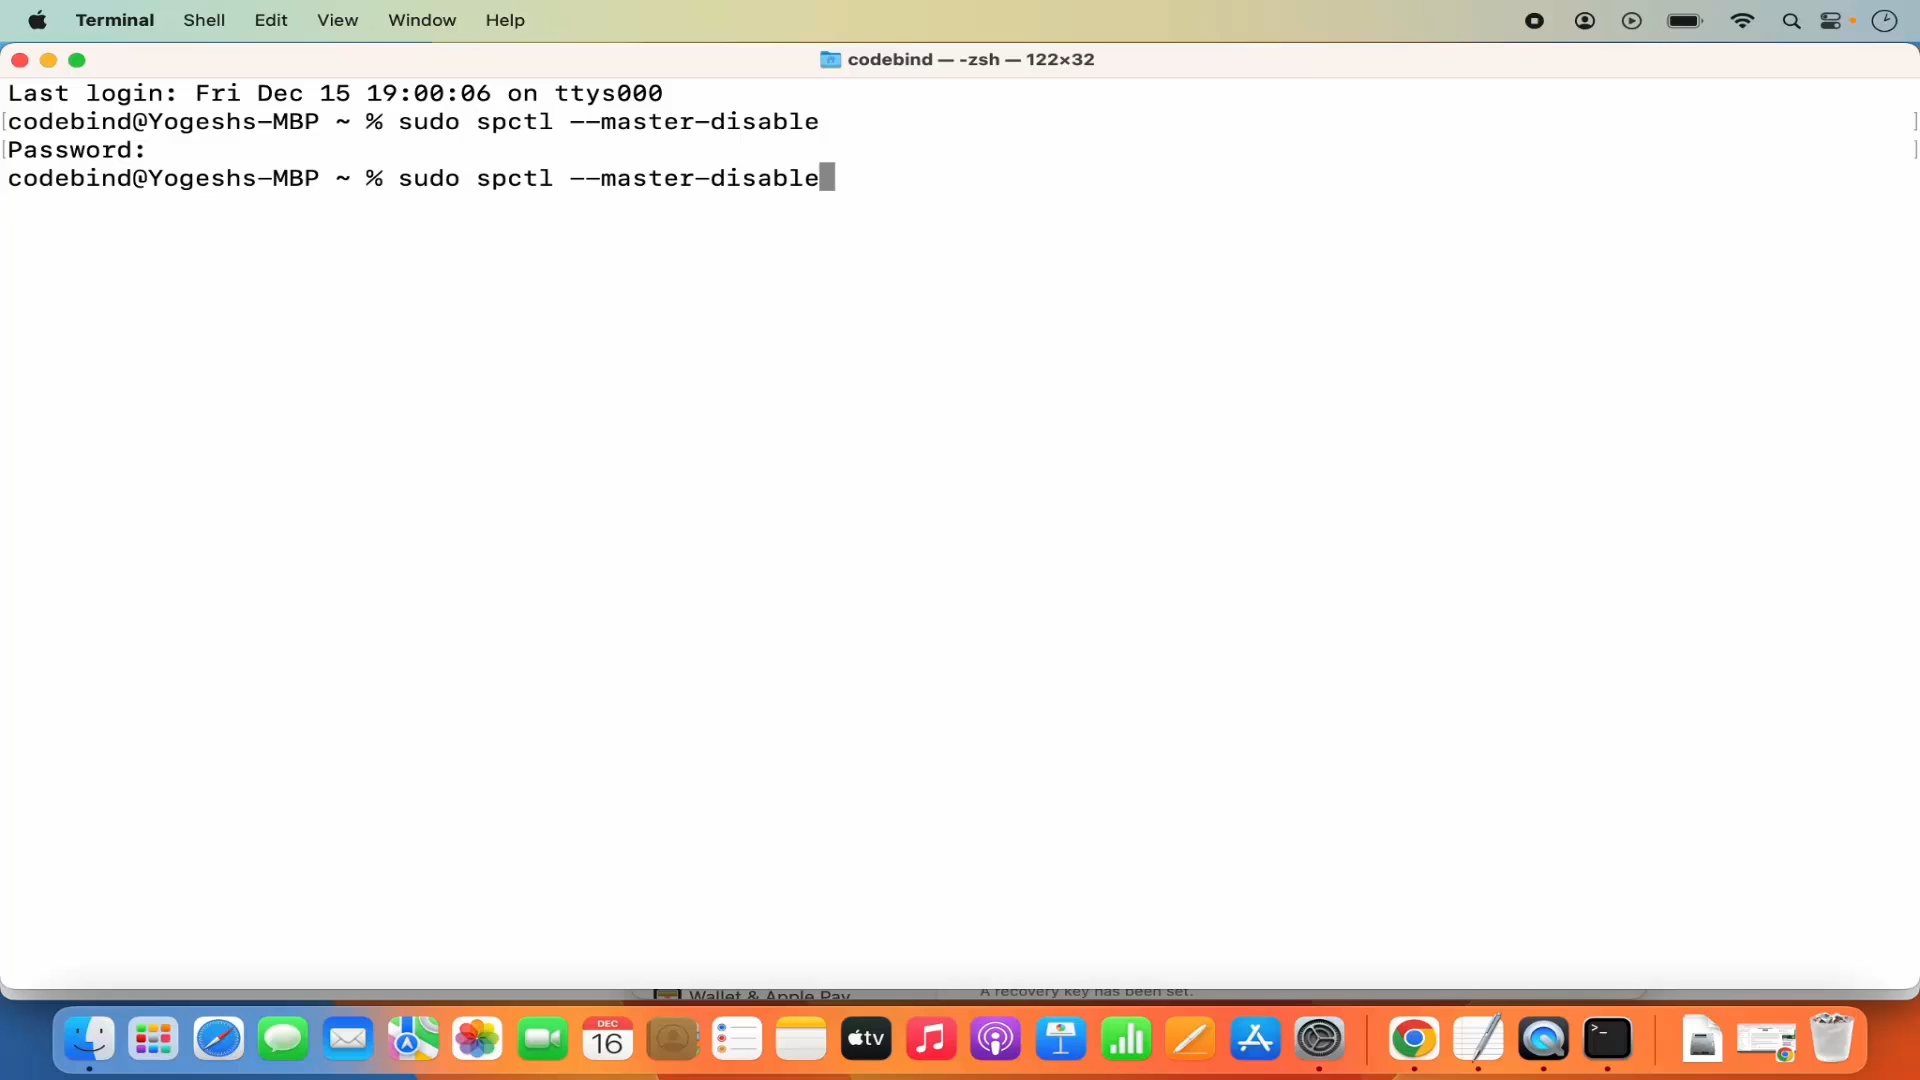 Terminal Shell Edit View Window Help
codebind — -zsh — 122×32
Last login: Fri Dec 15 19:00:06 on ttys000
[codebind@Yogeshs-MBP ~ % sudo spctl --master-disable ]
[Password: ]
codebind@Yogeshs-MBP ~ % sudo spctl --master-disable
Wallet & Apple Pay
A recovery key has been set.
DEC
16
tv
>_